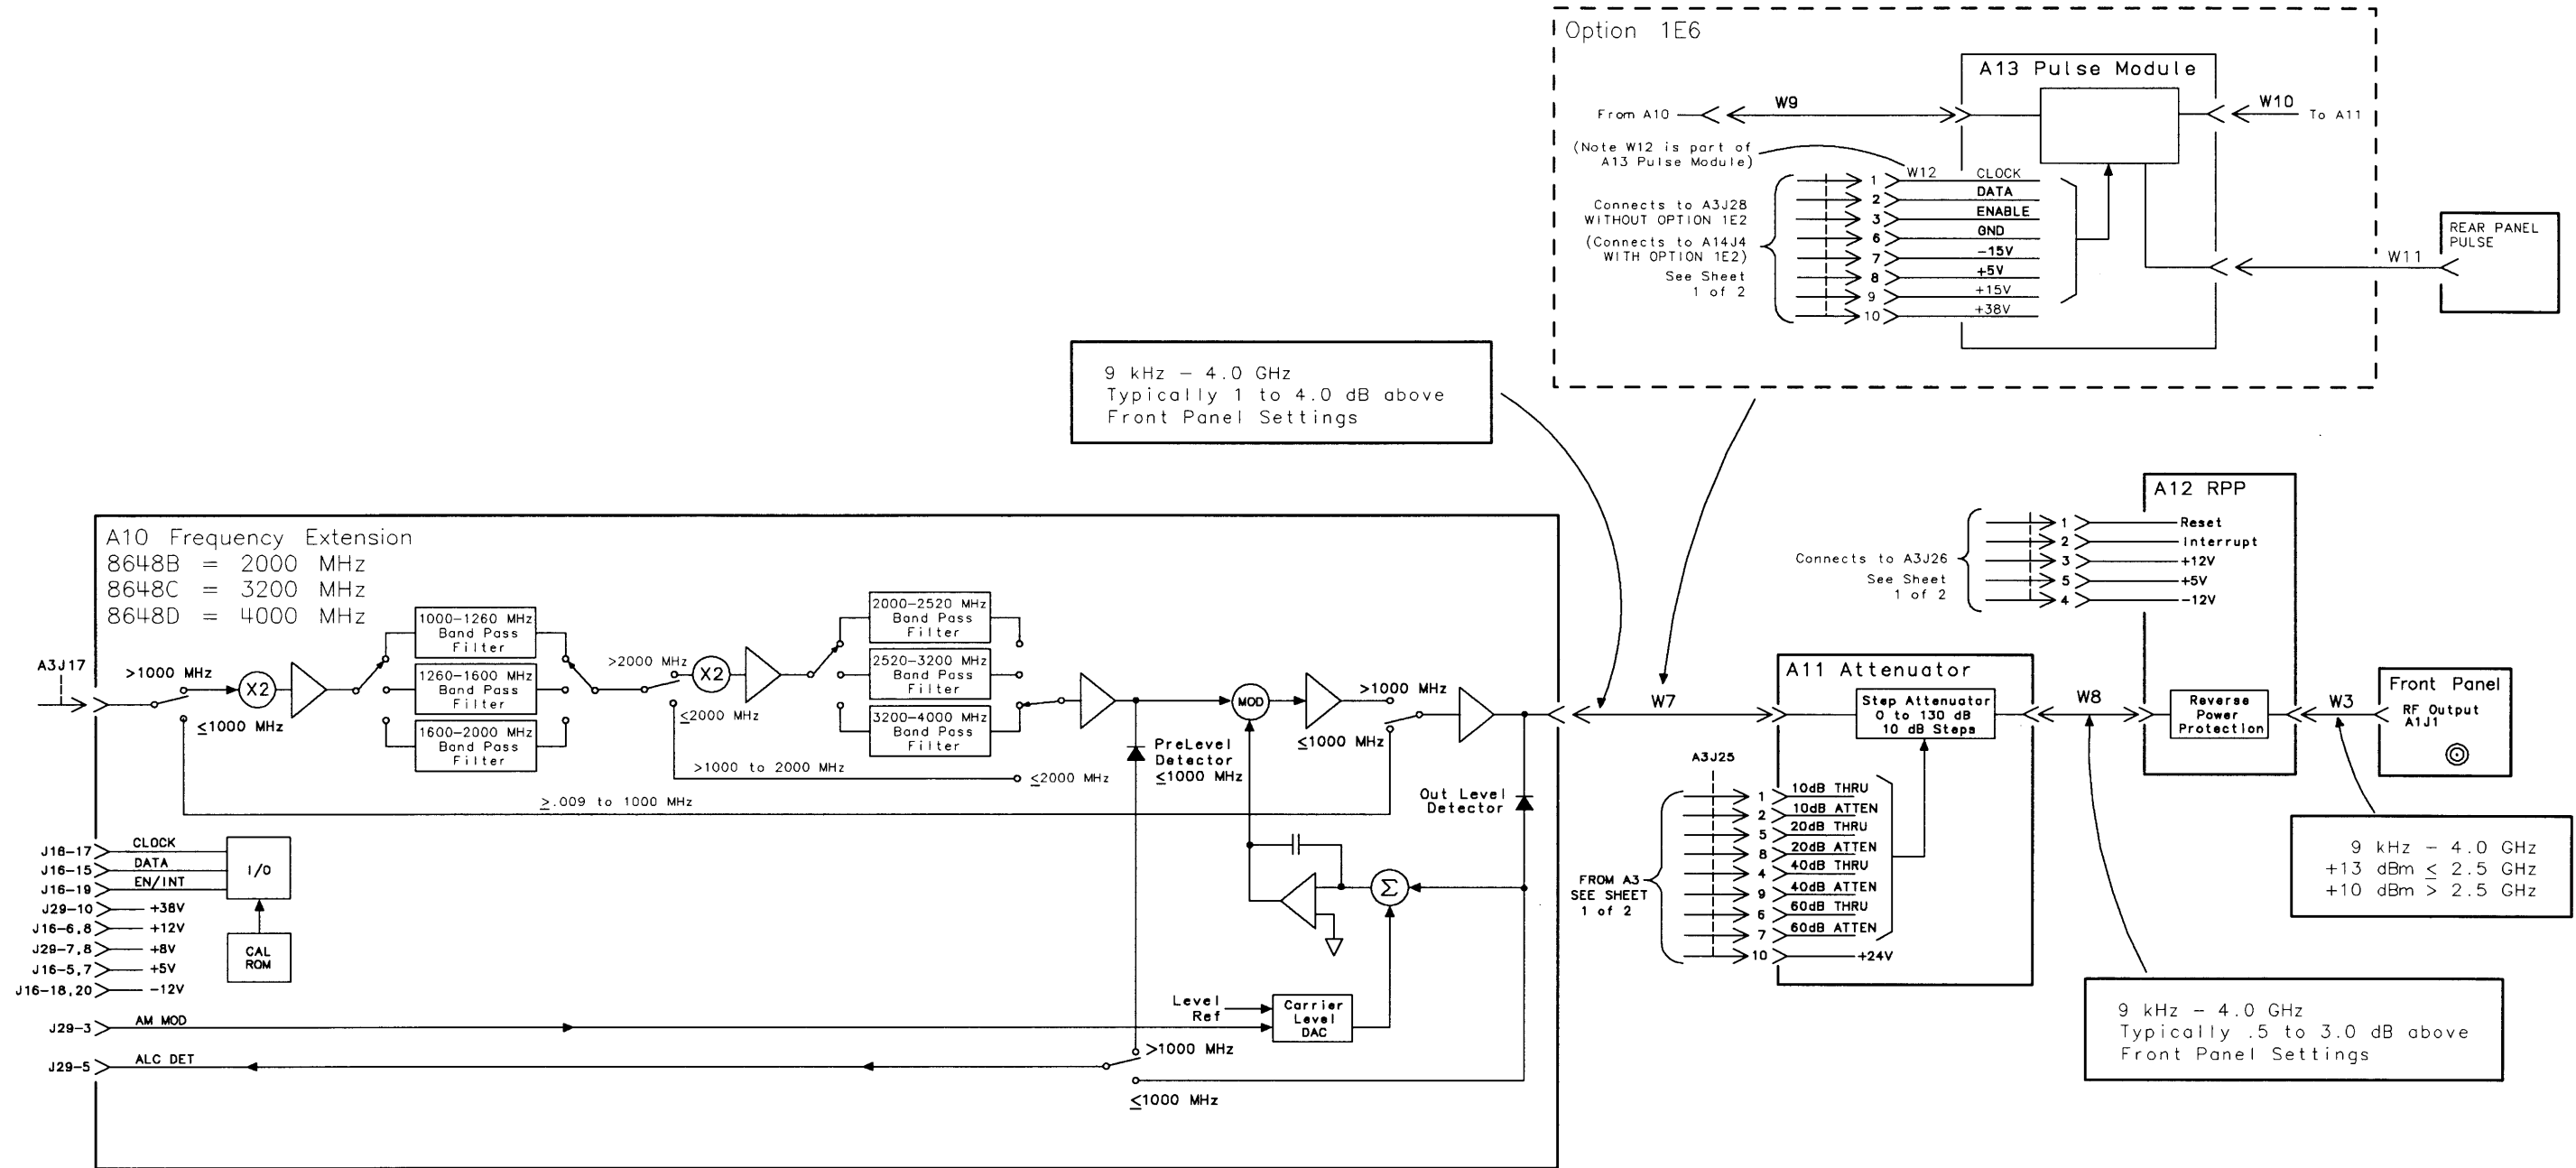 Option 1E6
A13 Pulse Module
From A10
W9
W10
To A11
(Note W12 is part of
A13 Pulse Module)
W12
1 CLOCK
2 DATA
3 ENABLE
6 GND
7 -15V
8 +5V
9 +15V
10 +38V
Connects to A3J28
WITHOUT OPTION 1E2
(Connects to A14J4
WITH OPTION 1E2)
See Sheet
1 of 2
W11
REAR PANEL
PULSE
9 kHz – 4.0 GHz
Typically 1 to 4.0 dB above
Front Panel Settings
A10 Frequency Extension
8648B = 2000 MHz
8648C = 3200 MHz
8648D = 4000 MHz
A3J17
>1000 MHz
≤1000 MHz
X2
1000–1260 MHz
Band Pass
Filter
1260–1600 MHz
Band Pass
Filter
1600–2000 MHz
Band Pass
Filter
>2000 MHz
≤2000 MHz
X2
2000–2520 MHz
Band Pass
Filter
2520–3200 MHz
Band Pass
Filter
3200–4000 MHz
Band Pass
Filter
>1000 to 2000 MHz
≤2000 MHz
≥.009 to 1000 MHz
PreLevel
Detector
≤1000 MHz
MOD
>1000 MHz
≤1000 MHz
Out Level
Detector
Σ
J16-17 CLOCK
J16-15 DATA
J16-19 EN/INT
J29-10 +38V
J16-6,8 +12V
J29-7,8 +8V
J16-5,7 +5V
J16-18,20 -12V
I/O
CAL
ROM
Level
Ref
Carrier
Level
DAC
J29-3 AM MOD
J29-5 ALC DET
>1000 MHz
≤1000 MHz
W7
A11 Attenuator
Step Attenuator
0 to 130 dB
10 dB Steps
A3J25
FROM A3
SEE SHEET
1 of 2
1 10dB THRU
2 10dB ATTEN
5 20dB THRU
8 20dB ATTEN
4 40dB THRU
9 40dB ATTEN
6 60dB THRU
7 60dB ATTEN
10 +24V
W8
A12 RPP
Connects to A3J26
See Sheet
1 of 2
1 Reset
2 Interrupt
3 +12V
5 +5V
4 -12V
Reverse
Power
Protection
W3
Front Panel
RF Output
A1J1
9 kHz – 4.0 GHz
+13 dBm ≤ 2.5 GHz
+10 dBm > 2.5 GHz
9 kHz – 4.0 GHz
Typically .5 to 3.0 dB above
Front Panel Settings